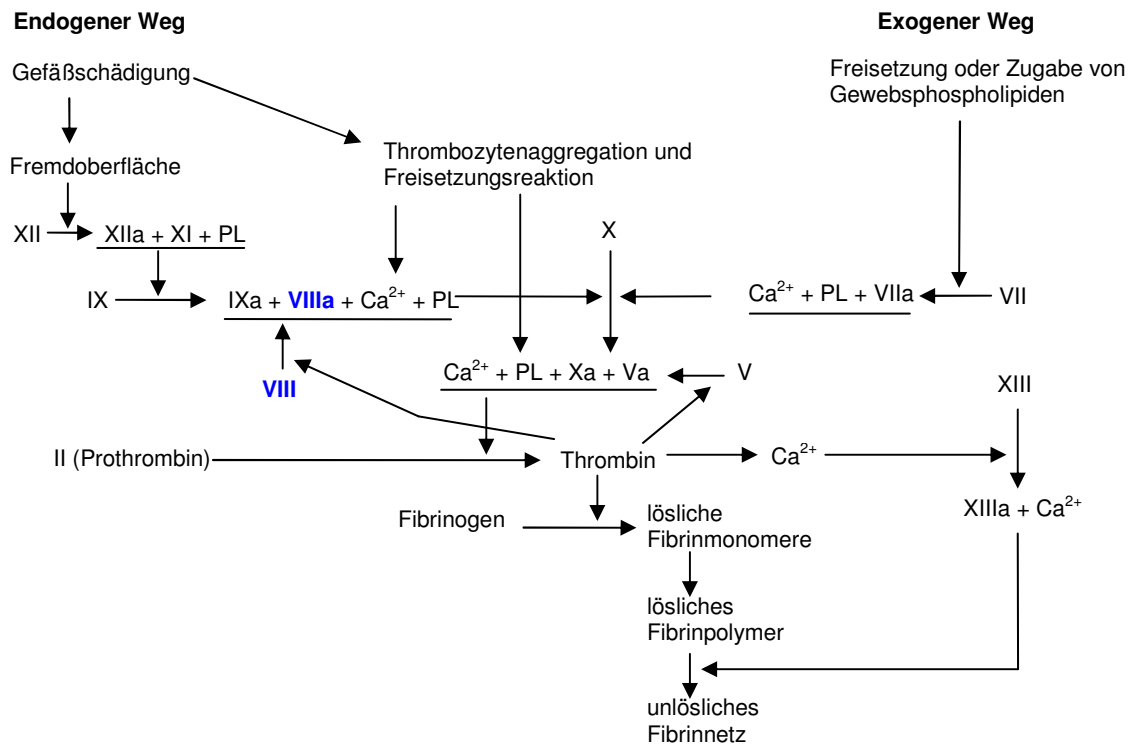 Endogener Weg
Exogener Weg
Gefäßschädigung
Freisetzung oder Zugabe von
Gewebsphospholipiden
Fremdoberfläche
Thrombozytenaggregation und
Freisetzungsreaktion
XII
XIIa + XI + PL
X
IX
IXa + VIIIa + Ca²⁺ + PL
Ca²⁺ + PL + VIIa
VII
VIII
Ca²⁺ + PL + Xa + Va
V
XIII
II (Prothrombin)
Thrombin
Ca²⁺
XIIIa + Ca²⁺
Fibrinogen
lösliche
Fibrinmonomere
lösliches
Fibrinpolymer
unlösliches
Fibrinnetz